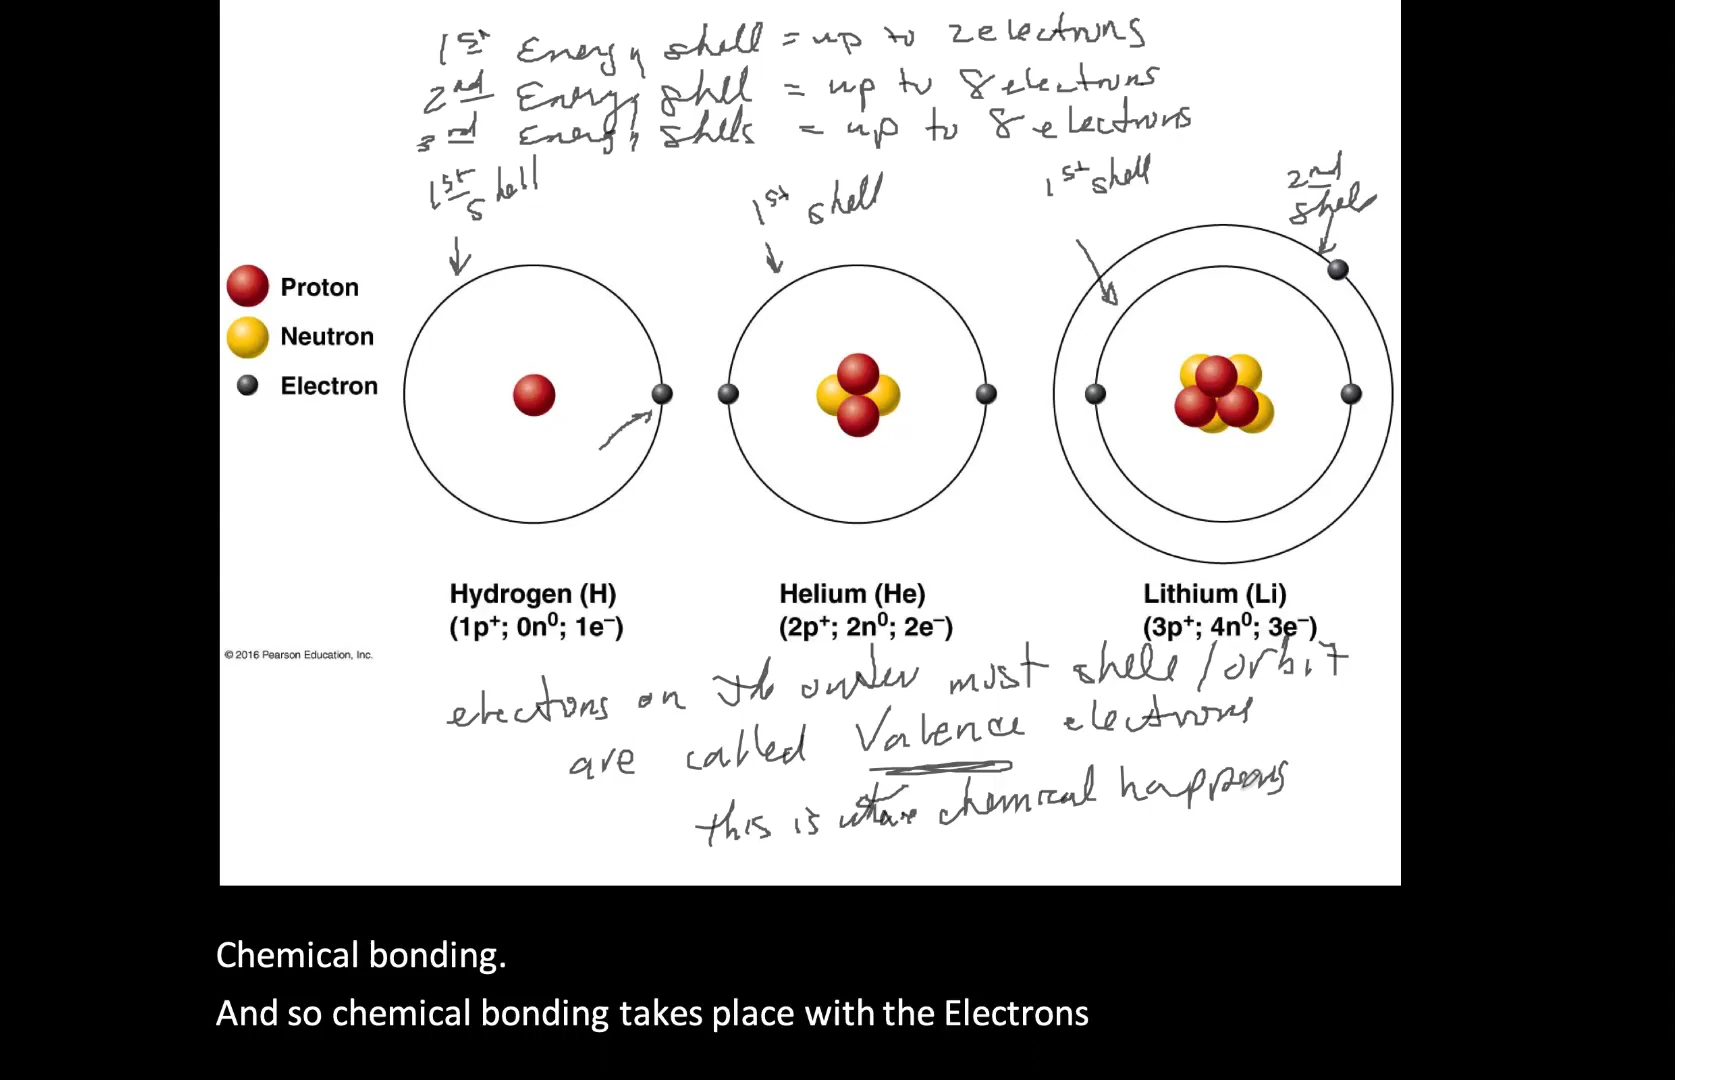 1st Energy shell = up to 2 electrons
2nd Energy shell = up to 8 electrons
3rd Energy shells = up to 8 electrons
1st shell
1st shell
1st shell
2nd shell
Proton
Neutron
Electron
Hydrogen (H)
(1p⁺; 0n⁰; 1e⁻)
Helium (He)
(2p⁺; 2n⁰; 2e⁻)
Lithium (Li)
(3p⁺; 4n⁰; 3e⁻)
© 2016 Pearson Education, Inc.
electrons on the outer most shell / orbit
are called Valence electrons
this is where chemical happens
Chemical bonding.
And so chemical bonding takes place with the Electrons